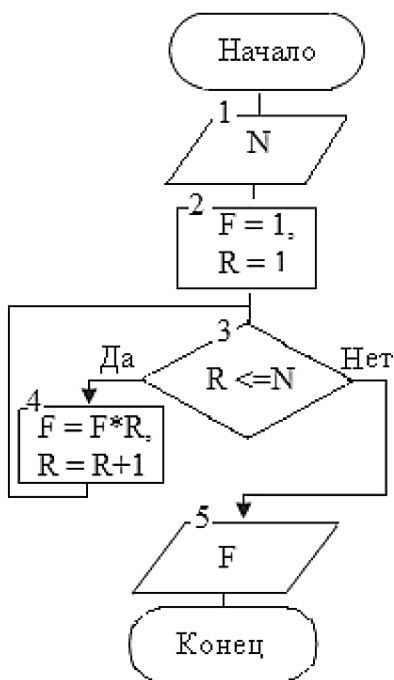 Начало
1
N
2
F = 1,
R = 1
3
Да
Нет
R <=N
4
F = F*R,
R = R+1
5
F
Конец